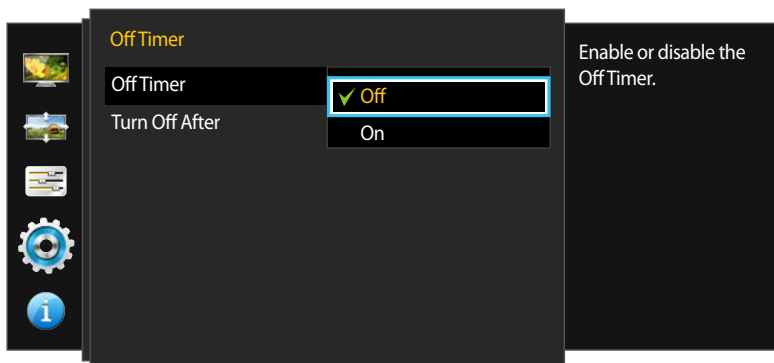 Off Timer
Off Timer
Off
Turn Off After
On
Enable or disable the
Off Timer.